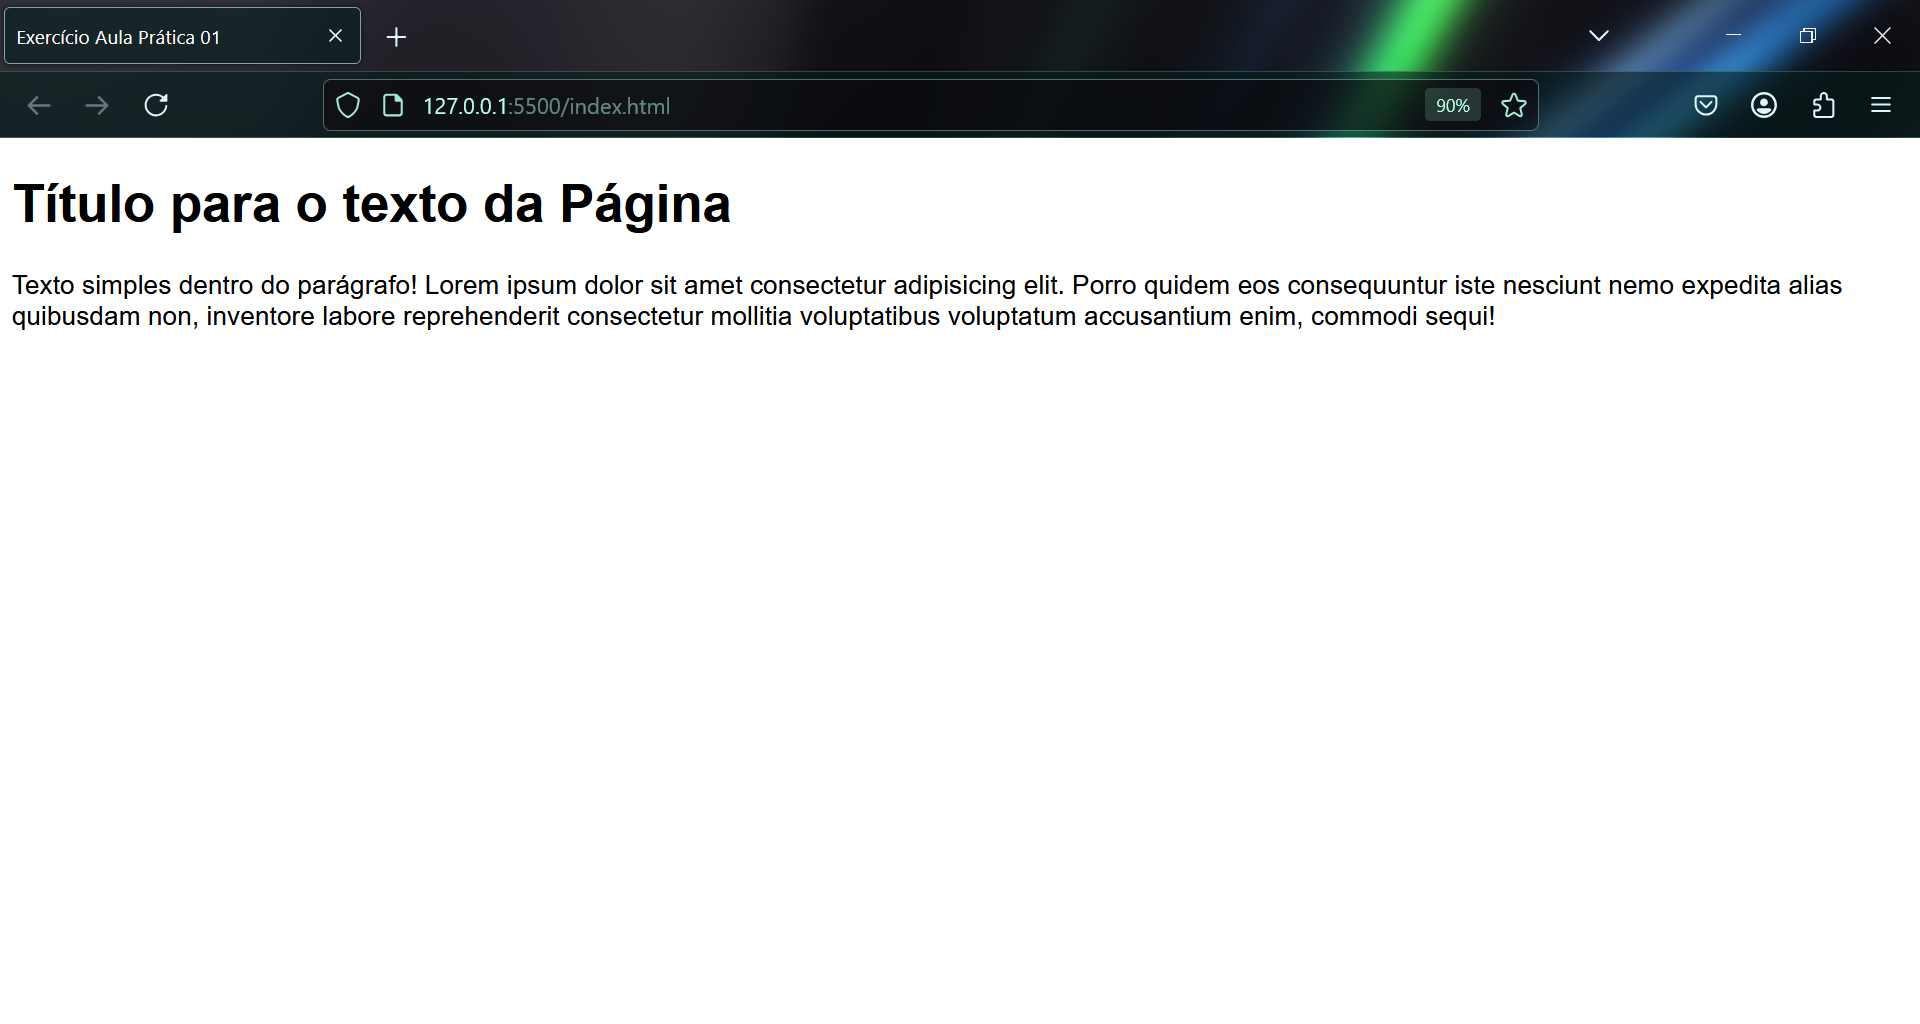 Exercício Aula Prática 01
127.0.0.1:5500/index.html
90%
Título para o texto da Página
Texto simples dentro do parágrafo! Lorem ipsum dolor sit amet consectetur adipisicing elit. Porro quidem eos consequuntur iste nesciunt nemo expedita alias
quibusdam non, inventore labore reprehenderit consectetur mollitia voluptatibus voluptatum accusantium enim, commodi sequi!